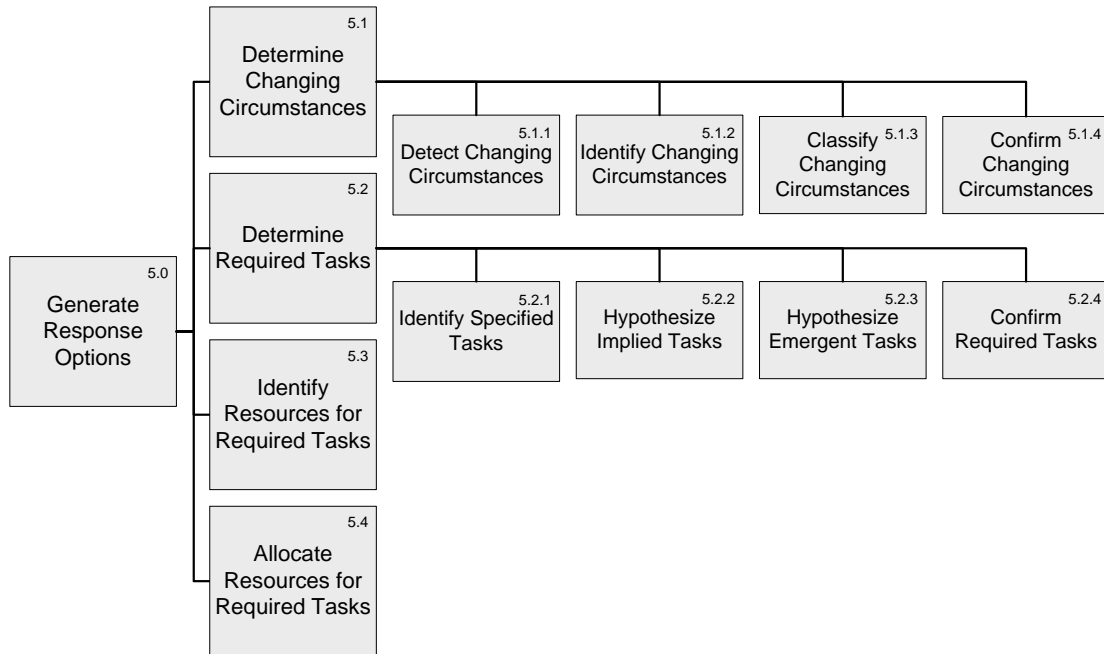 5.0
Generate
Response
Options
5.1
Determine
Changing
Circumstances
5.1.1
Detect Changing
Circumstances
5.1.2
Identify Changing
Circumstances
5.1.3
Classify
Changing
Circumstances
5.1.4
Confirm
Changing
Circumstances
5.2
Determine
Required Tasks
5.2.1
Identify Specified
Tasks
5.2.2
Hypothesize
Implied Tasks
5.2.3
Hypothesize
Emergent Tasks
5.2.4
Confirm
Required Tasks
5.3
Identify
Resources for
Required Tasks
5.4
Allocate
Resources for
Required Tasks